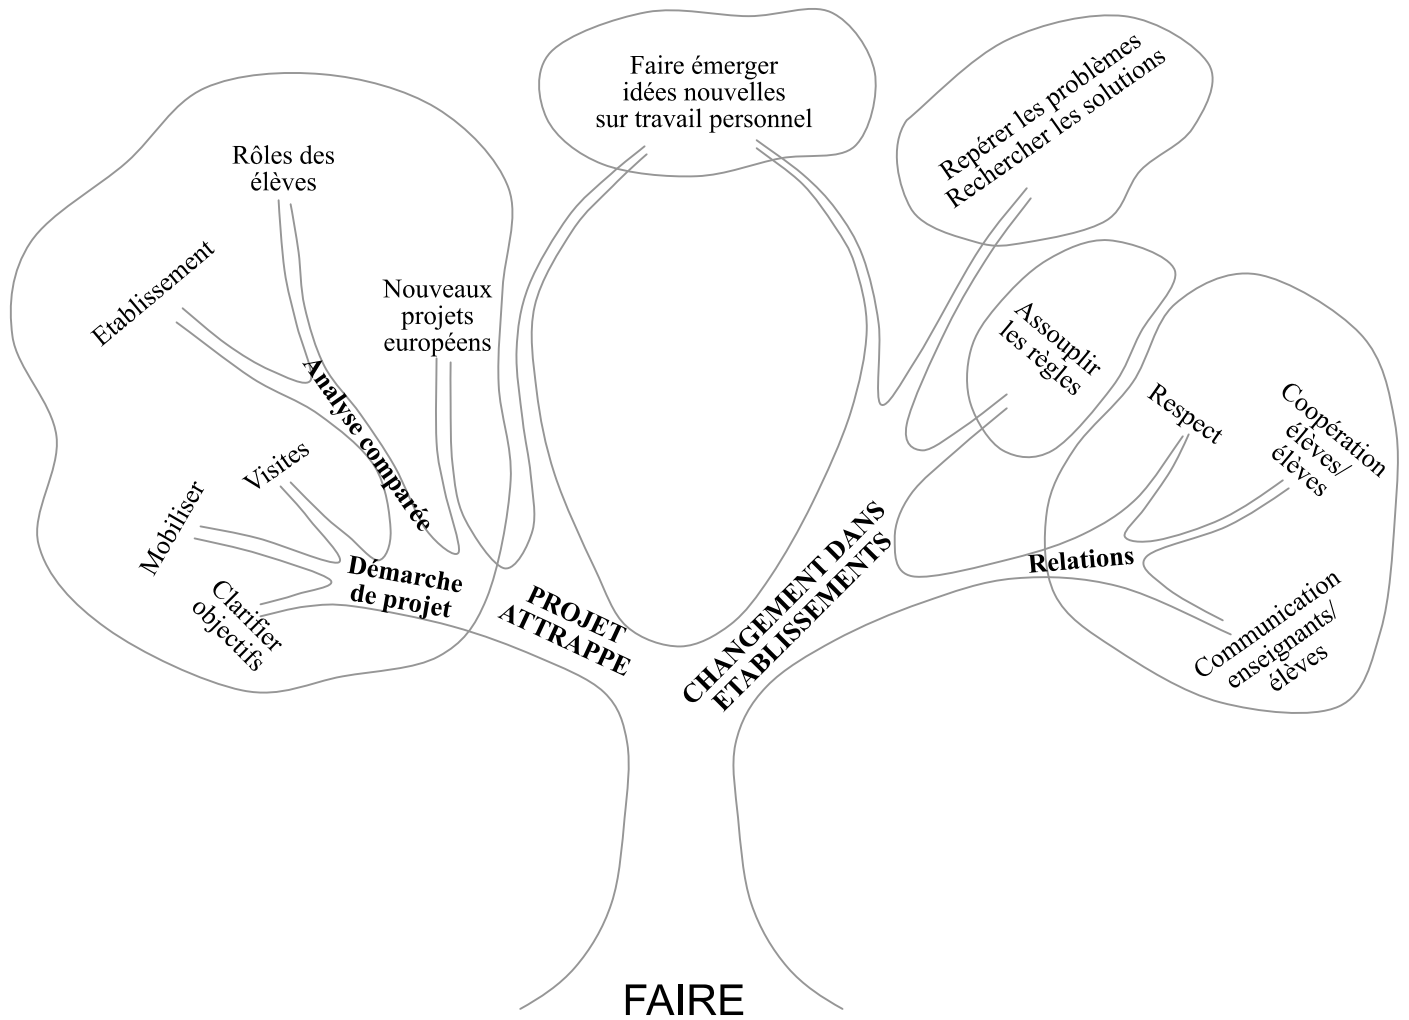 Faire émerger
idées nouvelles
sur travail personnel
Repérer les problèmes
Rechercher les solutions
Rôles des
élèves
Etablissement
Nouveaux
projets
européens
Analyse comparée
Visites
Mobiliser
Clarifier
objectifs
Démarche
de projet
PROJET
ATTRAPPE
CHANGEMENT DANS
ETABLISSEMENTS
Assouplir
les règles
Respect
Coopération
élèves/
élèves
Relations
Communication
enseignants/
élèves
FAIRE